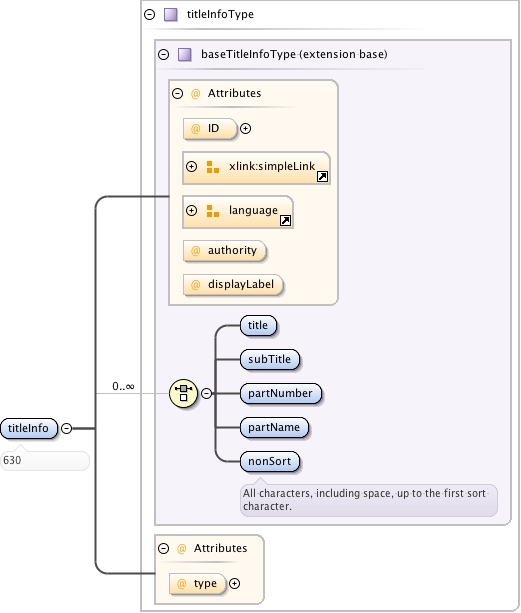 titleInfoType
baseTitleInfoType (extension base)
@ Attributes
@ ID
xlink:simpleLink
language
@ authority
@ displayLabel
title
subTitle
0..∞
partNumber
partName
titleInfo
630
nonSort
All characters, including space, up to the first sort
character.
@ Attributes
@ type